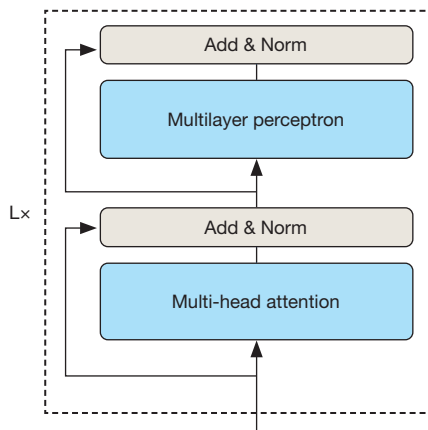 Add & Norm
Multilayer perceptron
L×
Add & Norm
Multi-head attention